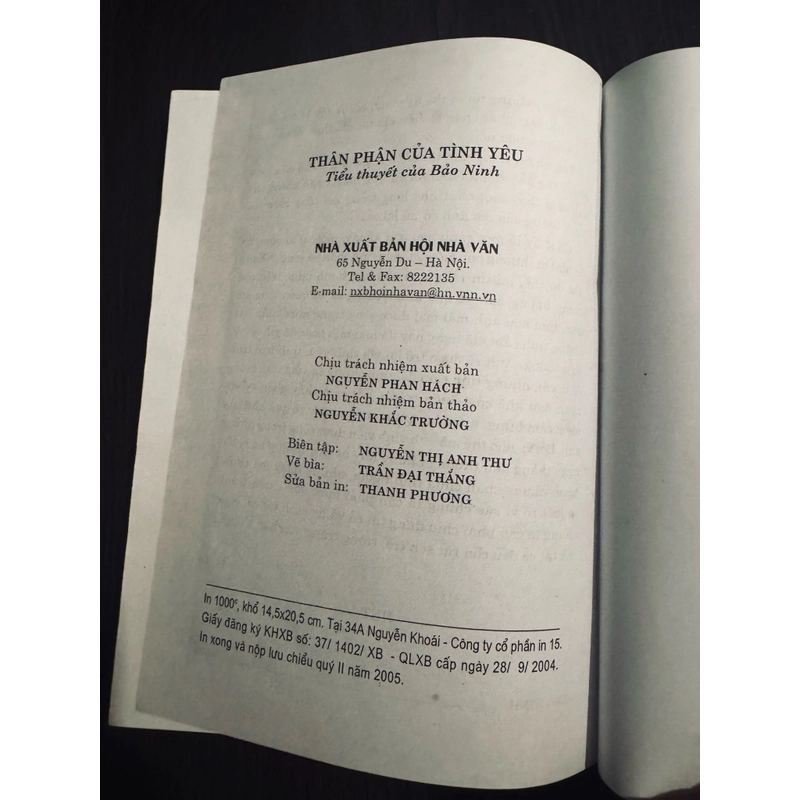 THÂN PHẬN CỦA TÌNH YÊU
Tiểu thuyết của Bảo Ninh
NHÀ XUẤT BẢN HỘI NHÀ VĂN
65 Nguyễn Du – Hà Nội.
Tel & Fax: 8222135
E-mail: nxbhoinhavan@hn.vnn.vn
Chịu trách nhiệm xuất bản
NGUYỄN PHAN HÁCH
Chịu trách nhiệm bản thảo
NGUYỄN KHẮC TRƯỜNG
Biên tập: NGUYỄN THỊ ANH THƯ
Vẽ bìa: TRẦN ĐẠI THẮNG
Sửa bản in: THANH PHƯƠNG
In 1000ᶜ, khổ 14,5x20,5 cm. Tại 34A Nguyễn Khoái - Công ty cổ phần in 15.
Giấy đăng ký KHXB số: 37/ 1402/ XB - QLXB cấp ngày 28/ 9/ 2004.
In xong và nộp lưu chiểu quý II năm 2005.